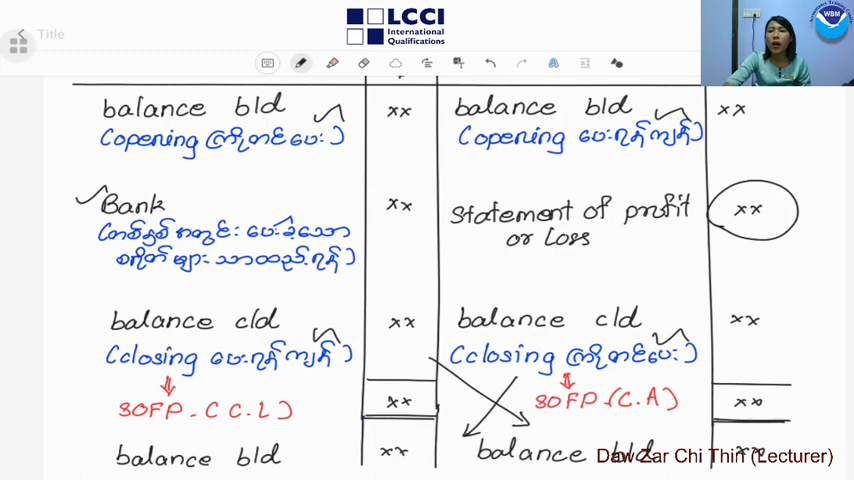 Title
LCCI
International
Qualifications
WBM
balance b/d xx
(opening ကြိုတင်ပေး)
balance b/d xx
(opening ပေးရန်ကျန်)
Bank xx
(တစ်နှစ်အတွင်း ပေးခဲ့သော
စရိတ်များသာထည့်ရန်)
statement of profit xx
or loss
balance c/d xx
(closing ပေးရန်ကျန်)
SOFP - (C.L)
xx
balance c/d xx
(closing ကြိုတင်ပေး)
SOFP - (C.A)
xx
balance b/d xx
balance b/d xx
Daw Zar Chi Thin (Lecturer)